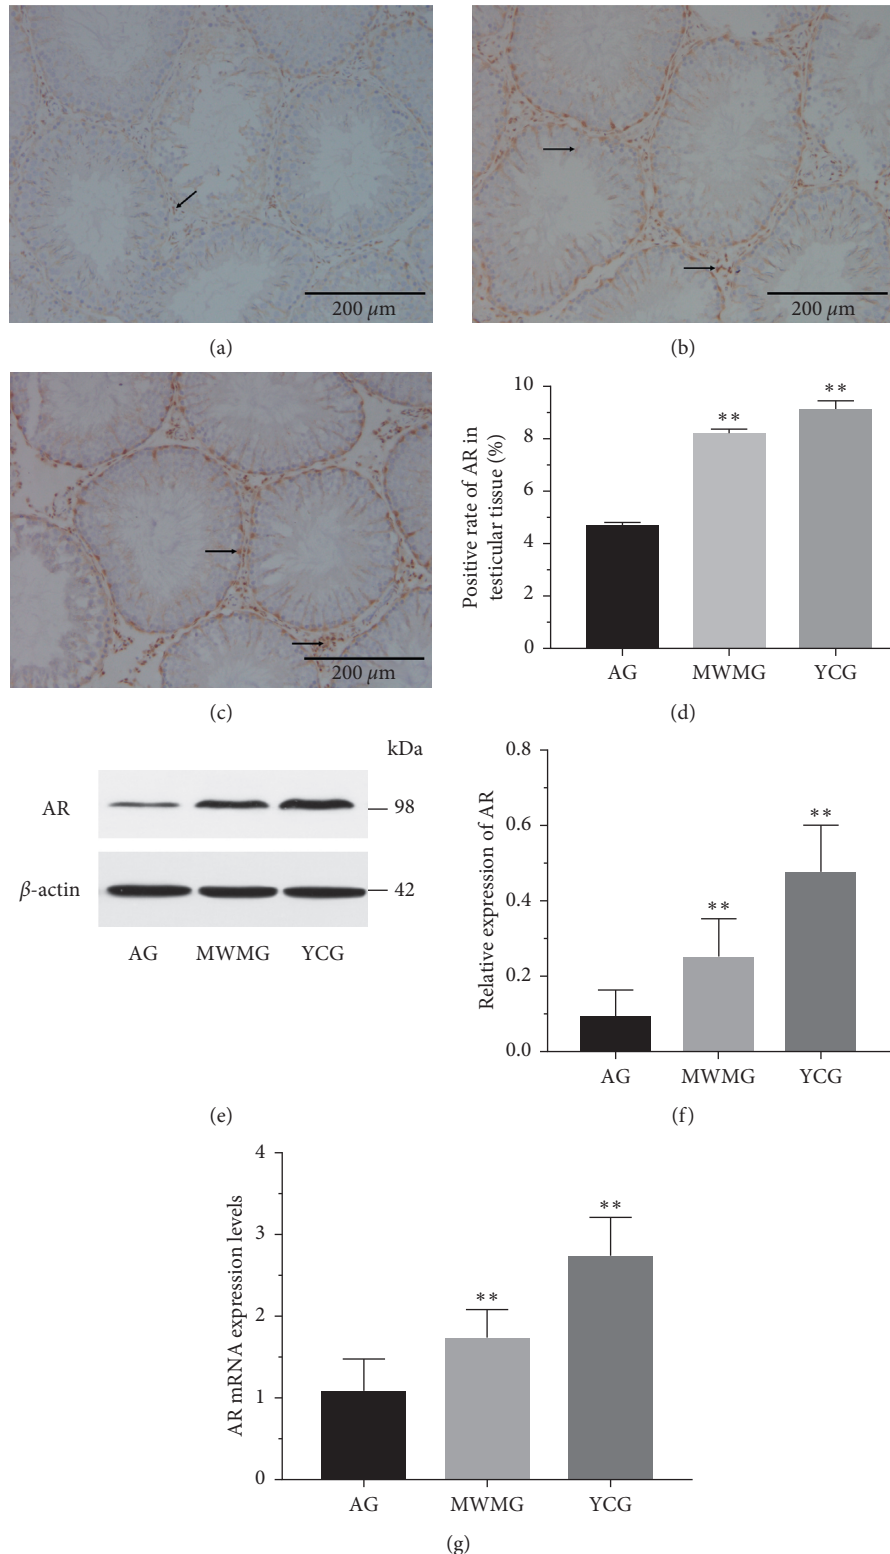 200 μm
(a)
200 μm
(b)
200 μm
(c)
Positive rate of AR in
testicular tissue (%)
10
8
6
4
2
0
**
**
AG
MWMG
YCG
(d)
kDa
AR
98
β-actin
42
AG
MWMG
YCG
(e)
Relative expression of AR
0.8
0.6
0.4
0.2
0.0
**
**
AG
MWMG
YCG
(f)
AR mRNA expression levels
4
3
2
1
0
**
**
AG
MWMG
YCG
(g)